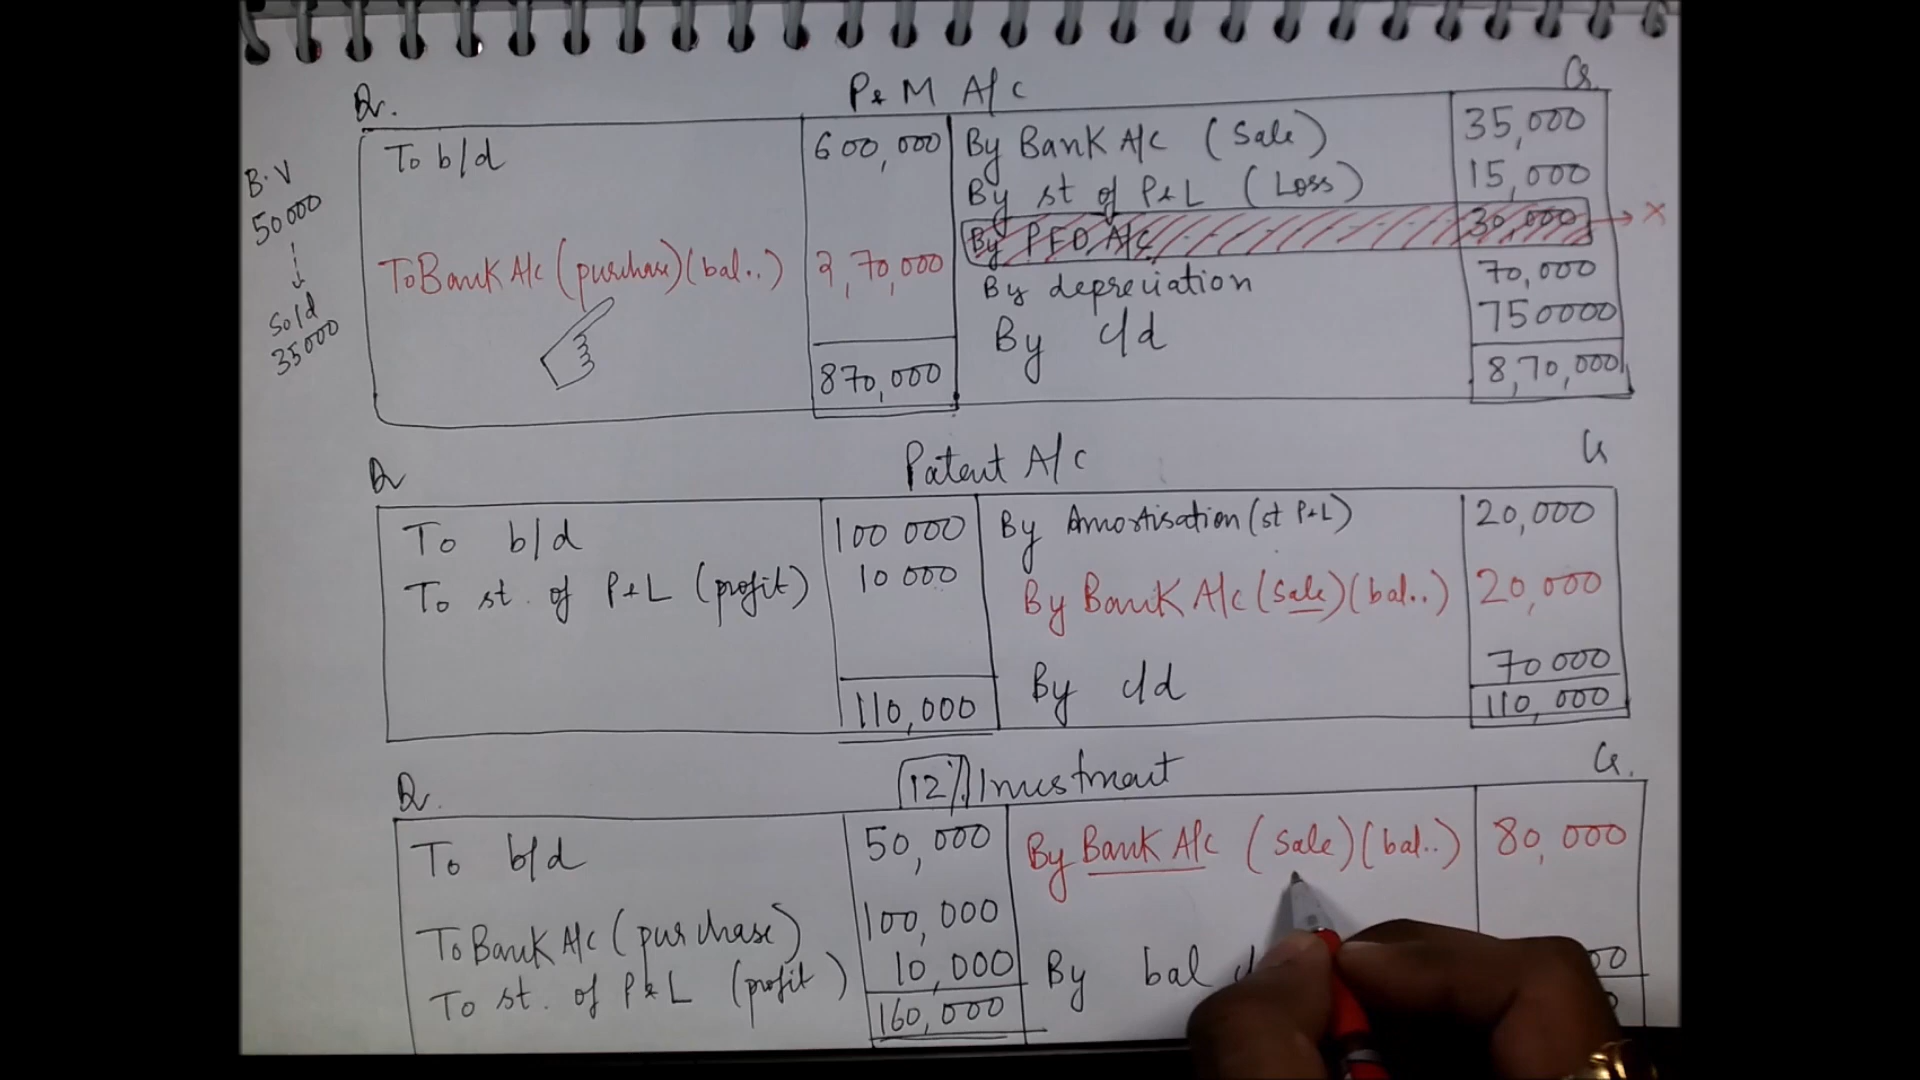 Dr. P & M A/c Cr.
To b/d 600,000 By Bank A/c (Sale) 35,000
By st of P&L (Loss) 15,000
By PFD A/c 30,000 → x
To Bank A/c (purchase) (bal..) 2,70,000 By depreciation 70,000
By c/d 750000
870,000 8,70,000
B.V
50000
Sold
35000
Dr Patent A/c Cr
To b/d 100 000 By Amortisation (st P&L) 20,000
To st. of P&L (profit) 10 000 By Bank A/c (Sale) (bal..) 20,000
By c/d 70 000
110,000 110,000
Dr. 12% Investment Cr.
To b/d 50,000 By Bank A/c (Sale) (bal..) 80,000
To Bank A/c (purchase) 100,000
To st. of P&L (profit) 10,000 By bal
160,000